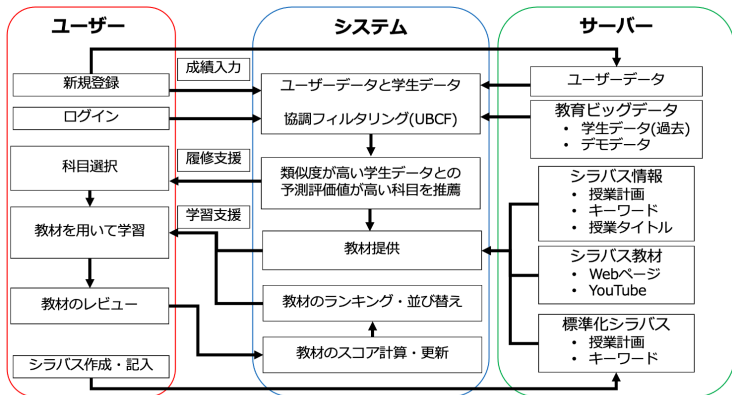 ユーザー
システム
サーバー
新規登録
成績入力
ログイン
科目選択
履修支援
学習支援
教材を用いて学習
教材のレビュー
シラバス作成・記入
ユーザーデータと学生データ
協調フィルタリング(UBCF)
類似度が高い学生データとの
予測評価値が高い科目を推薦
教材提供
教材のランキング・並び替え
教材のスコア計算・更新
ユーザーデータ
教育ビッグデータ
• 学生データ(過去)
• デモデータ
シラバス情報
• 授業計画
• キーワード
• 授業タイトル
シラバス教材
• Webページ
• YouTube
標準化シラバス
• 授業計画
• キーワード